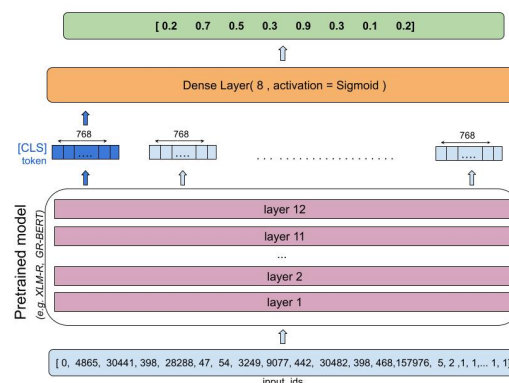 [ 0.2 0.7 0.5 0.3 0.9 0.3 0.1 0.2]
Dense Layer( 8 , activation = Sigmoid )
768 768 768
[CLS]
token
.... .... ....
. . . . . . . . . . . . . . . . . . . . . .
Pretrained model
(e.g. XLM-R, GR-BERT)
layer 12
layer 11
...
layer 2
layer 1
[ 0, 4865, 30441, 398, 28288, 47, 54, 3249, 9077, 442, 30482, 398, 468,157976, 5, 2 ,1, 1,... 1, 1]
input_ids